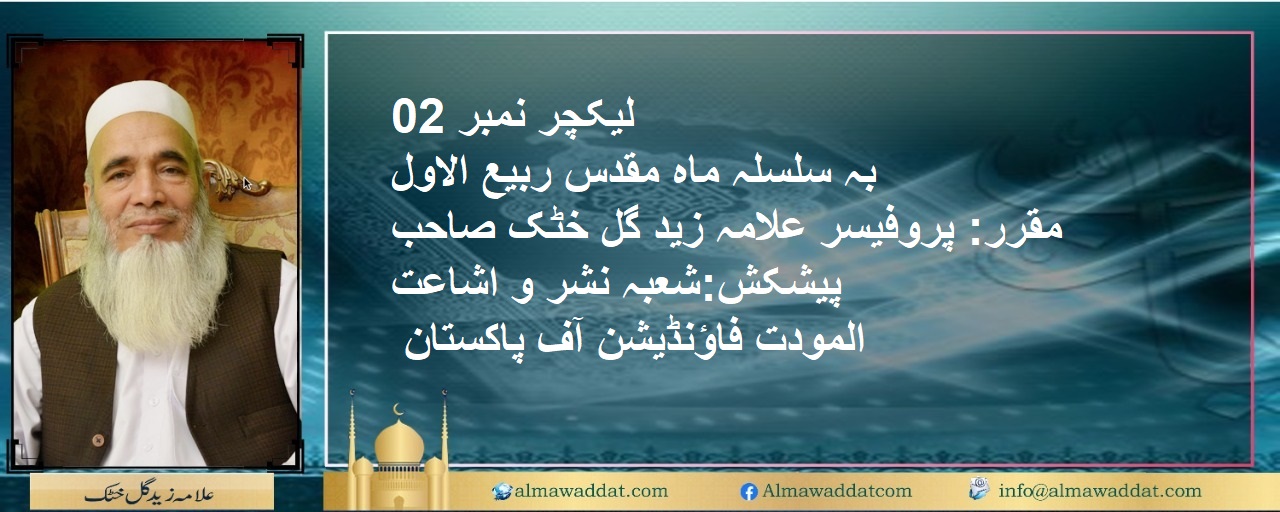 لیکچر نمبر 02
بہ سلسلہ ماہ مقدس ربیع الاول
مقرر: پروفیسر علامہ زید گل خٹک صاحب
پیشکش:شعبہ نشر و اشاعت
المودت فاؤنڈیشن آف پاکستان
علامہ زید گل خٹک
almawaddat.com
Almawaddatcom
info@almawaddat.com